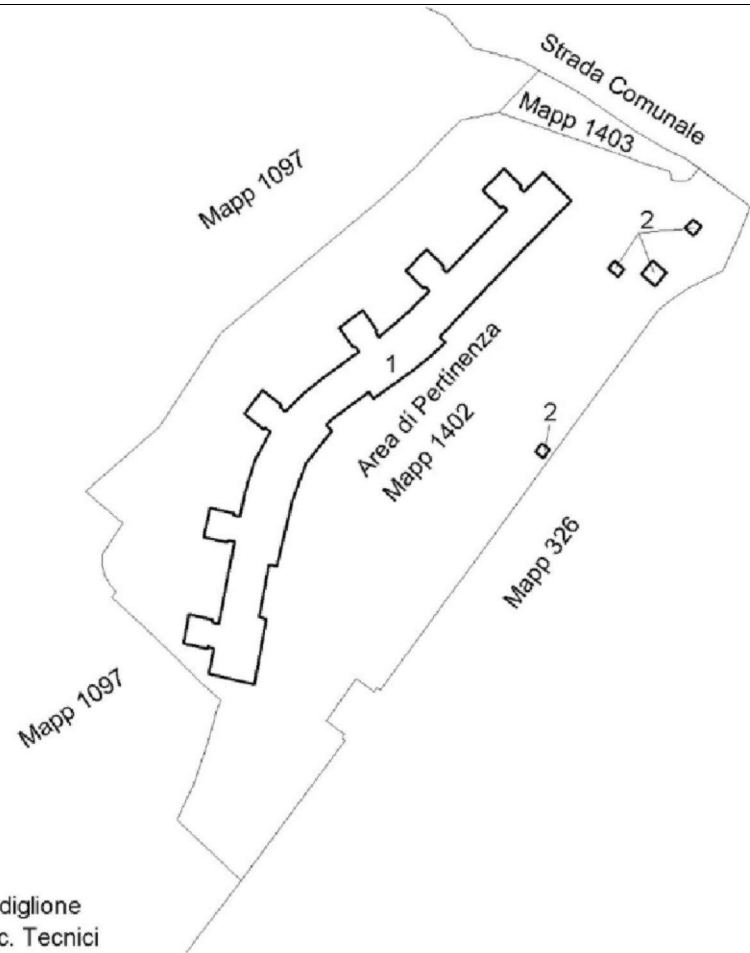 Strada Comunale
Mapp 1403
Mapp 1097
2
1
Area di Pertinenza
Mapp 1402
2
Mapp 326
Mapp 1097
diglione
c. Tecnici